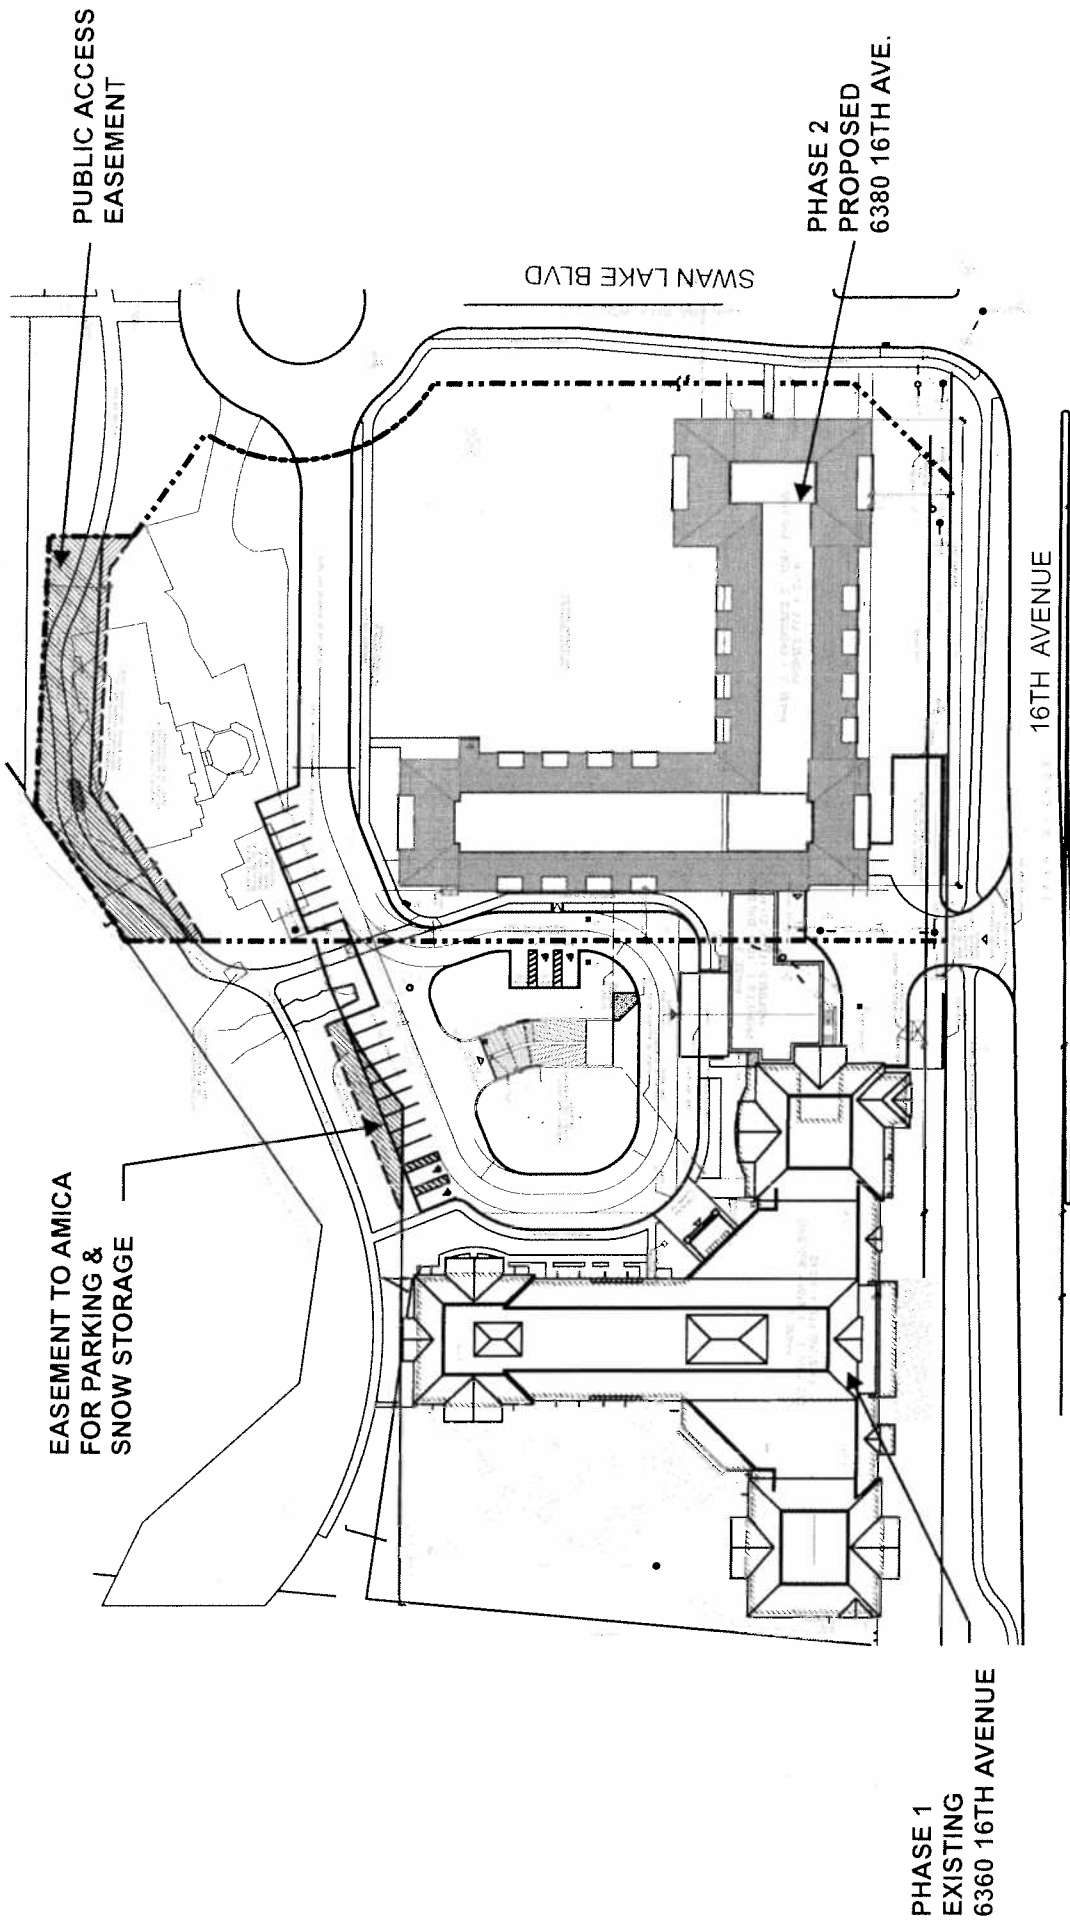 PUBLIC ACCESS
EASEMENT
EASEMENT TO AMICA
FOR PARKING &
SNOW STORAGE
SWAN LAKE BLVD
PHASE 2
PROPOSED
6380 16TH AVE.
PHASE 1
EXISTING
6360 16TH AVENUE
16TH AVENUE